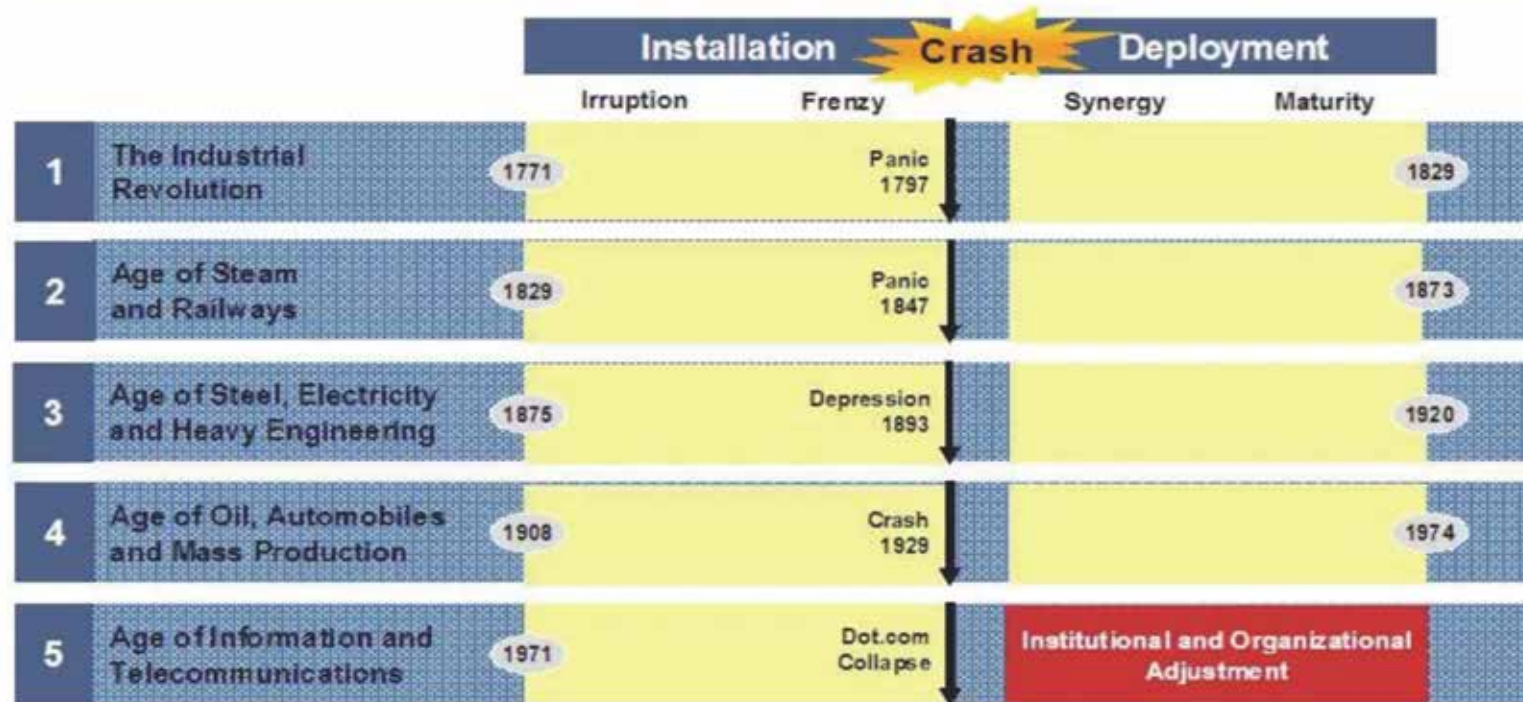 Installation
Crash
Deployment
Irruption
Frenzy
Synergy
Maturity
1
The Industrial
Revolution
1771
Panic
1797
1829
2
Age of Steam
and Railways
1829
Panic
1847
1873
3
Age of Steel, Electricity
and Heavy Engineering
1875
Depression
1893
1920
4
Age of Oil, Automobiles
and Mass Production
1908
Crash
1929
1974
5
Age of Information and
Telecommunications
1971
Dot.com
Collapse
Institutional and Organizational
Adjustment